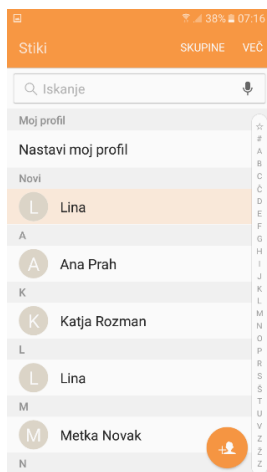 38% 07:16
Stiki SKUPINE VEČ
Iskanje
Moj profil
Nastavi moj profil
Novi
L Lina
A
A Ana Prah
K
K Katja Rozman
L
L Lina
M
M Metka Novak
N
☆
#
A
B
C
Č
D
E
F
G
H
I
J
K
L
M
N
O
P
R
S
Š
T
U
V
Z
Ž
Z